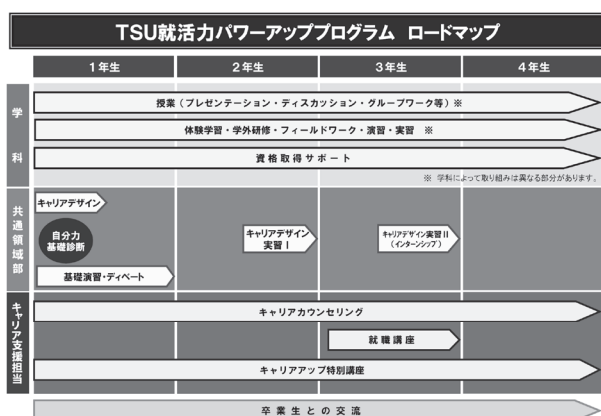 TSU就活力パワーアッププログラム ロードマップ
1年生 2年生 3年生 4年生
学科
授業（プレゼンテーション・ディスカッション・グループワーク等）※
体験学習・学外研修・フィールドワーク・演習・実習 ※
資格取得サポート
※ 学科によって取り組みは異なる部分があります。
共通領域部
キャリアデザイン
自分力
基礎診断
キャリアデザイン
実習Ⅰ
キャリアデザイン実習Ⅱ
（インターンシップ）
基礎演習・ディベート
キャリア支援担当
キャリアカウンセリング
就職講座
キャリアアップ特別講座
卒業生との交流